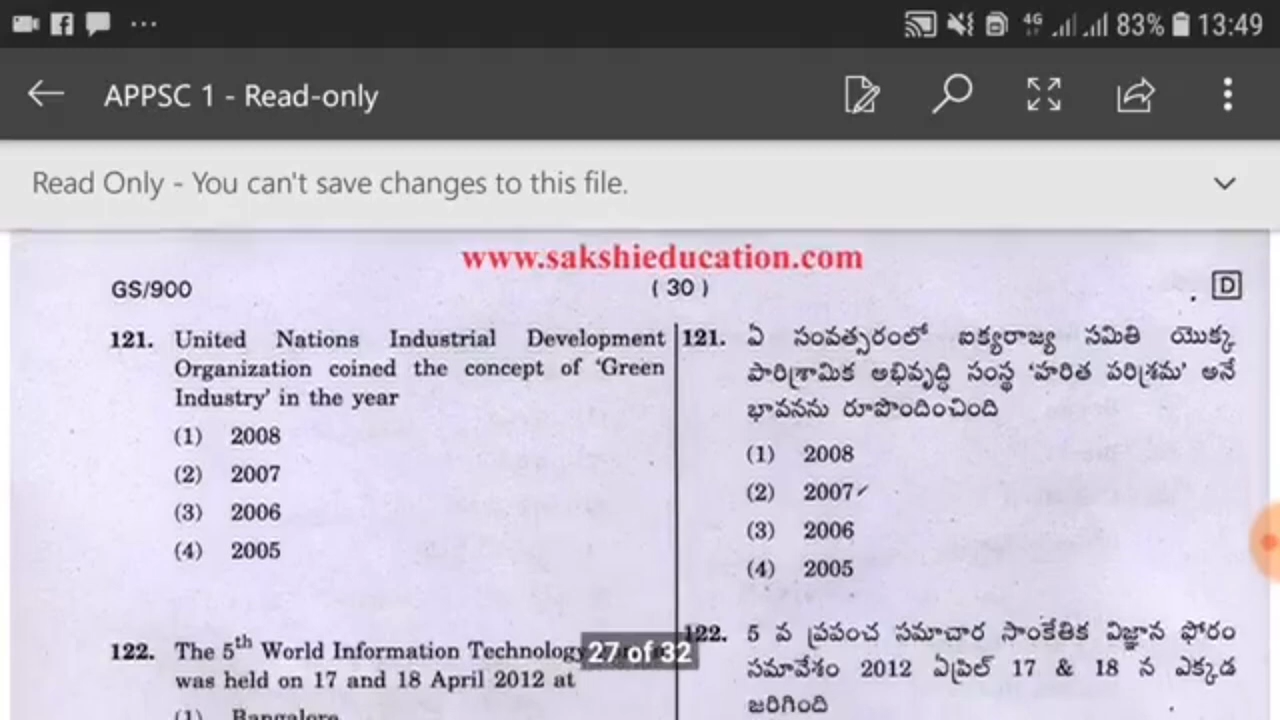 4G 83% 13:49
APPSC 1 - Read-only
Read Only - You can't save changes to this file.
www.sakshieducation.com
GS/900 ( 30 ) D
121. United Nations Industrial Development
Organization coined the concept of 'Green
Industry' in the year
(1) 2008
(2) 2007
(3) 2006
(4) 2005
122. The 5th World Information Technology
was held on 17 and 18 April 2012 at
(1) Bangalore
121. ఏ సంవత్సరంలో ఐక్యరాజ్య సమితి యొక్క
పారిశ్రామిక అభివృద్ధి సంస్థ 'హరిత పరిశ్రమ' అనే
భావనను రూపొందించింది
(1) 2008
(2) 2007
(3) 2006
(4) 2005
122. 5 వ ప్రపంచ సమాచార సాంకేతిక విజ్ఞాన ఫోరం
సమావేశం 2012 ఏప్రిల్ 17 & 18 న ఎక్కడ
జరిగింది
27 of 32